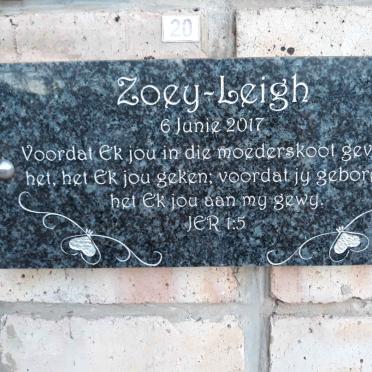 20
Zoey-Leigh
6 Junie 2017
Voordat Ek jou in die moederskoot
het, het Ek jou geken; voordat jy
het Ek jou aan my gewy.
JER 1:5